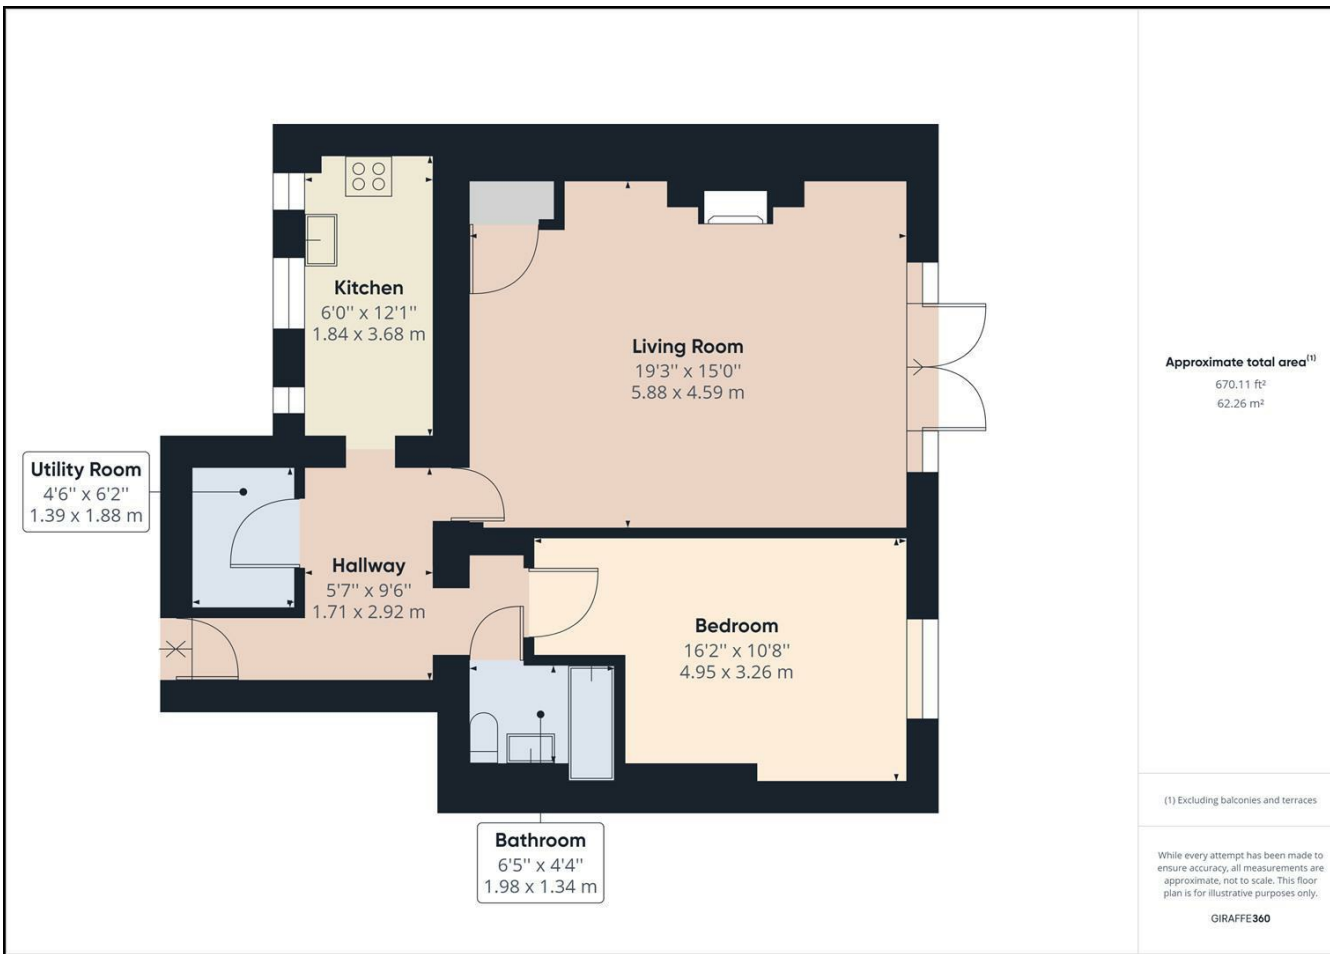 Kitchen
6'0'' x 12'1''
1.84 x 3.68 m
Living Room
19'3'' x 15'0''
5.88 x 4.59 m
Utility Room
4'6'' x 6'2''
1.39 x 1.88 m
Hallway
5'7'' x 9'6''
1.71 x 2.92 m
Bedroom
16'2'' x 10'8''
4.95 x 3.26 m
Bathroom
6'5'' x 4'4''
1.98 x 1.34 m
Approximate total area(1)
670.11 ft²
62.26 m²
(1) Excluding balconies and terraces
While every attempt has been made to
ensure accuracy, all measurements are
approximate, not to scale. This floor
plan is for illustrative purposes only.
GIRAFFE360